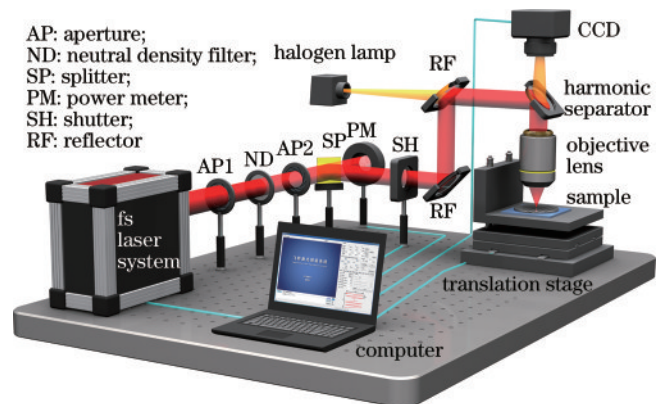 AP: aperture;
ND: neutral density filter;
SP: splitter;
PM: power meter;
SH: shutter;
RF: reflector
CCD
halogen lamp
RF
harmonic
separator
AP1
ND
AP2
SP
PM
SH
RF
objective
lens
sample
fs
laser
system
translation stage
computer